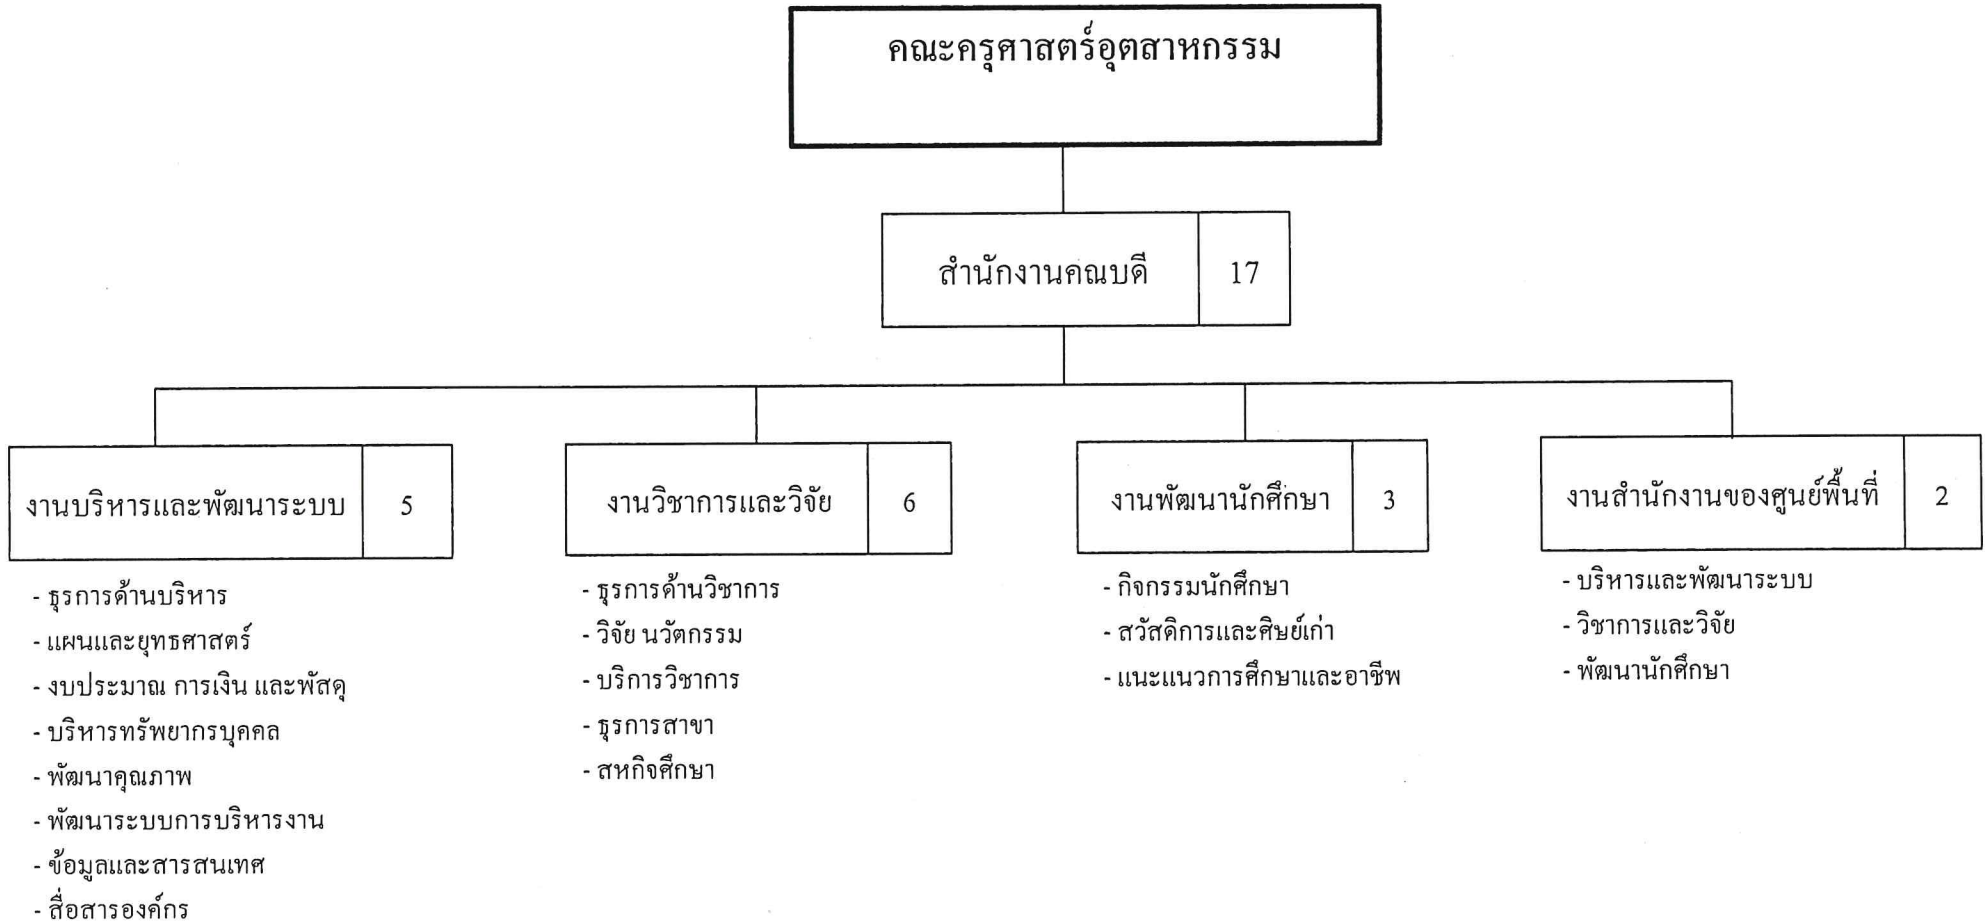 คณะครุศาสตร์อุตสาหกรรม
สำนักงานคณบดี 17
งานบริหารและพัฒนาระบบ 5
- ธุรการด้านบริหาร
- แผนและยุทธศาสตร์
- งบประมาณ การเงิน และพัสดุ
- บริหารทรัพยากรบุคคล
- พัฒนาคุณภาพ
- พัฒนาระบบการบริหารงาน
- ข้อมูลและสารสนเทศ
- สื่อสารองค์กร
งานวิชาการและวิจัย 6
- ธุรการด้านวิชาการ
- วิจัย นวัตกรรม
- บริการวิชาการ
- ธุรการสาขา
- สหกิจศึกษา
งานพัฒนานักศึกษา 3
- กิจกรรมนักศึกษา
- สวัสดิการและศิษย์เก่า
- แนะแนวการศึกษาและอาชีพ
งานสำนักงานของศูนย์พื้นที่ 2
- บริหารและพัฒนาระบบ
- วิชาการและวิจัย
- พัฒนานักศึกษา